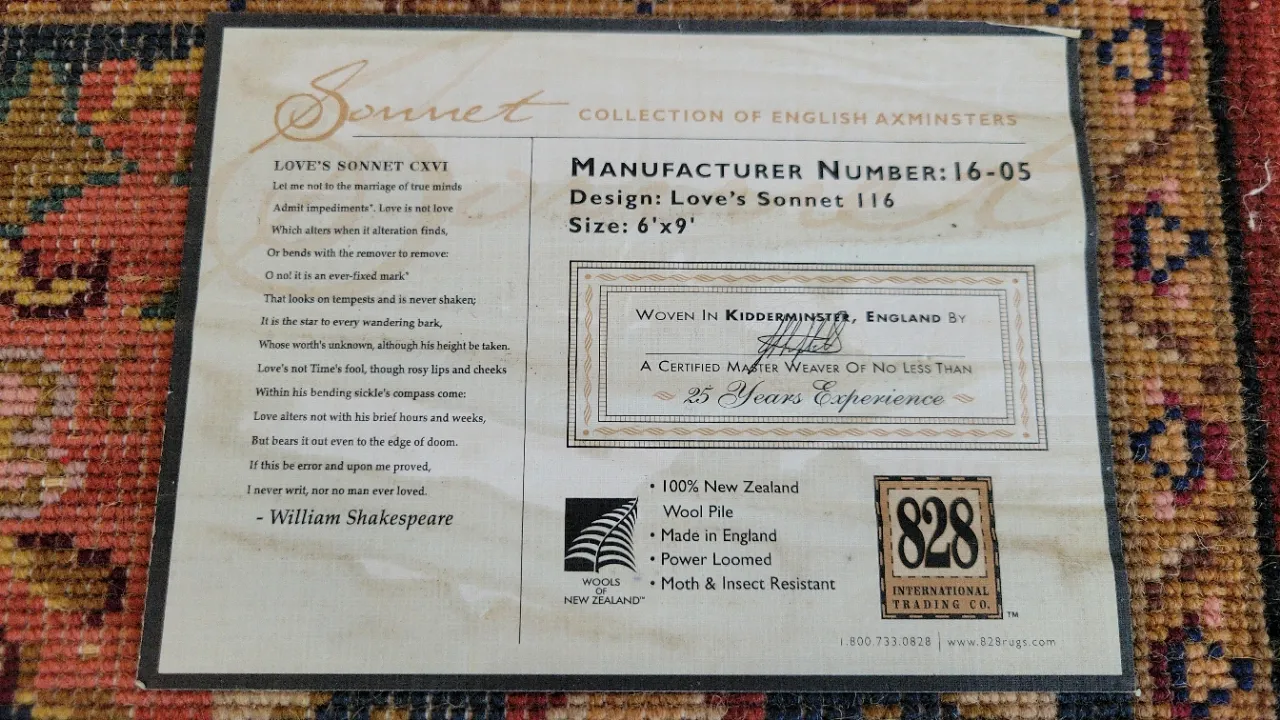 Sonnet COLLECTION OF ENGLISH AXMINSTERS
LOVE'S SONNET CXVI
Let me not to the marriage of true minds
Admit impediments*. Love is not love
Which alters when it alteration finds,
Or bends with the remover to remove:
O no! it is an ever-fixed mark*
That looks on tempests and is never shaken;
It is the star to every wandering bark,
Whose worth's unknown, although his height be taken.
Love's not Time's fool, though rosy lips and cheeks
Within his bending sickle's compass come:
Love alters not with his brief hours and weeks,
But bears it out even to the edge of doom.
If this be error and upon me proved,
I never writ, nor no man ever loved.
- William Shakespeare
MANUFACTURER NUMBER: 16-05
Design: Love's Sonnet 116
Size: 6'x9'
WOVEN IN KIDDERMINSTER, ENGLAND BY
A CERTIFIED MASTER WEAVER OF NO LESS THAN
25 Years Experience
WOOLS
OF
NEW ZEALAND™
• 100% New Zealand
Wool Pile
• Made in England
• Power Loomed
• Moth & Insect Resistant
828
INTERNATIONAL
TRADING CO.™
1.800.733.0828 | www.828rugs.com